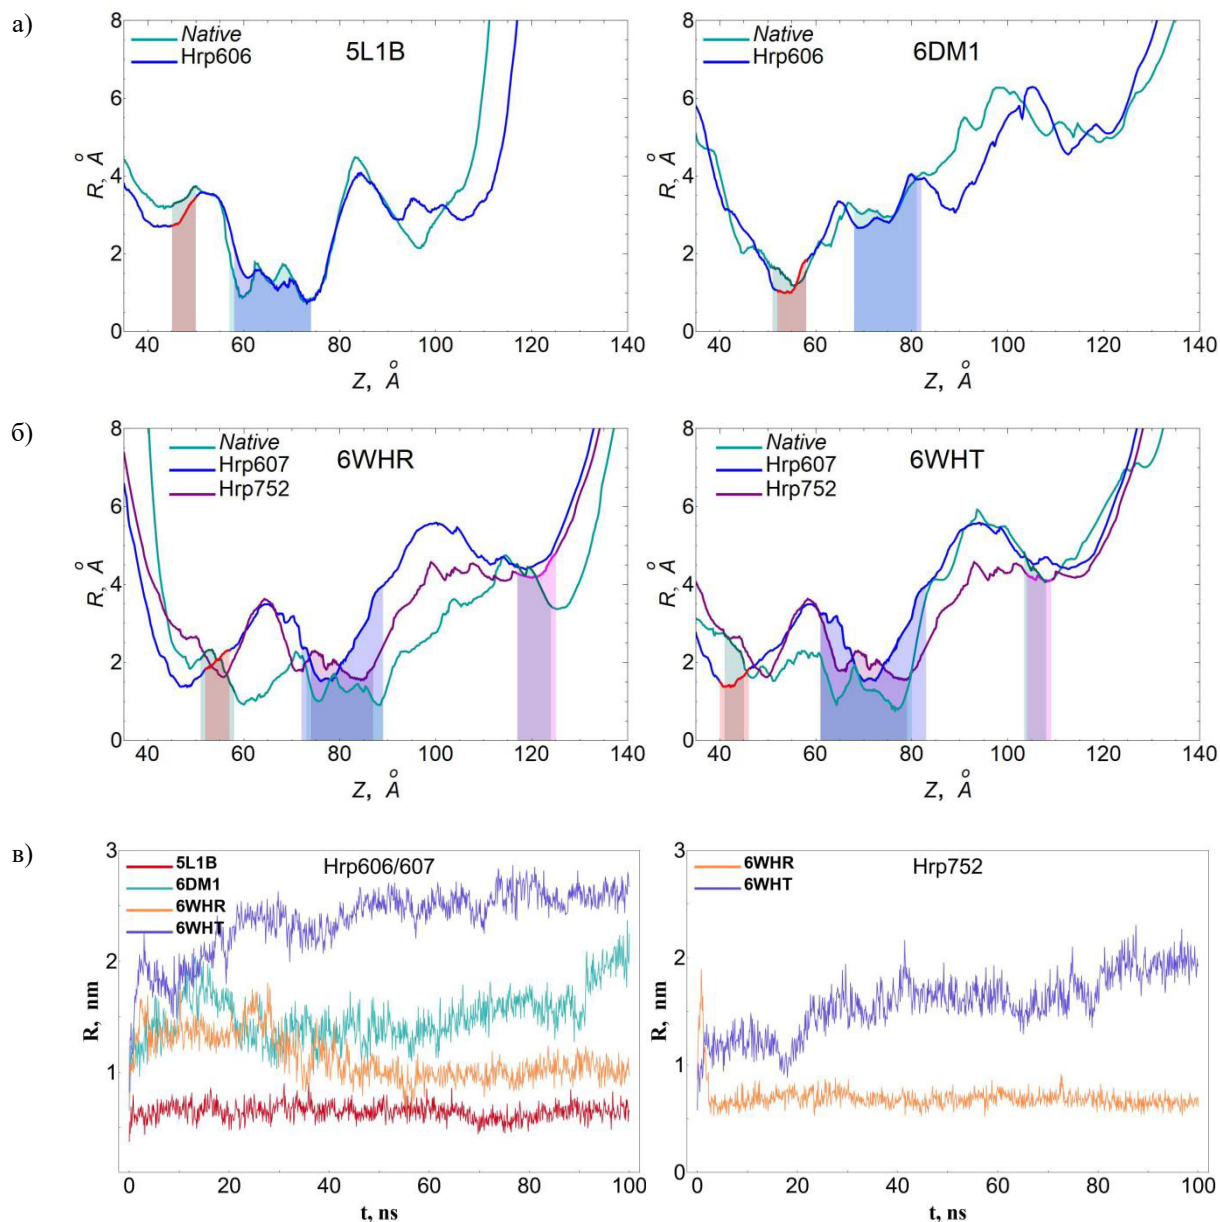 а)
8
6
4
2
0
R, Å
Native
Hrp606
5L1B
40 60 80 100 120 140
Z, Å
8
6
4
2
0
R, Å
Native
Hrp606
6DM1
40 60 80 100 120 140
Z, Å
б)
8
6
4
2
0
R, Å
Native
Hrp607
Hrp752
6WHR
40 60 80 100 120 140
Z, Å
8
6
4
2
0
R, Å
Native
Hrp607
Hrp752
6WHT
40 60 80 100 120 140
Z, Å
в)
3
2
1
R, nm
5L1B
6DM1
6WHR
6WHT
Hrp606/607
0 20 40 60 80 100
t, ns
3
2
1
0
R, nm
6WHR
6WHT
Hrp752
0 20 40 60 80 100
t, ns